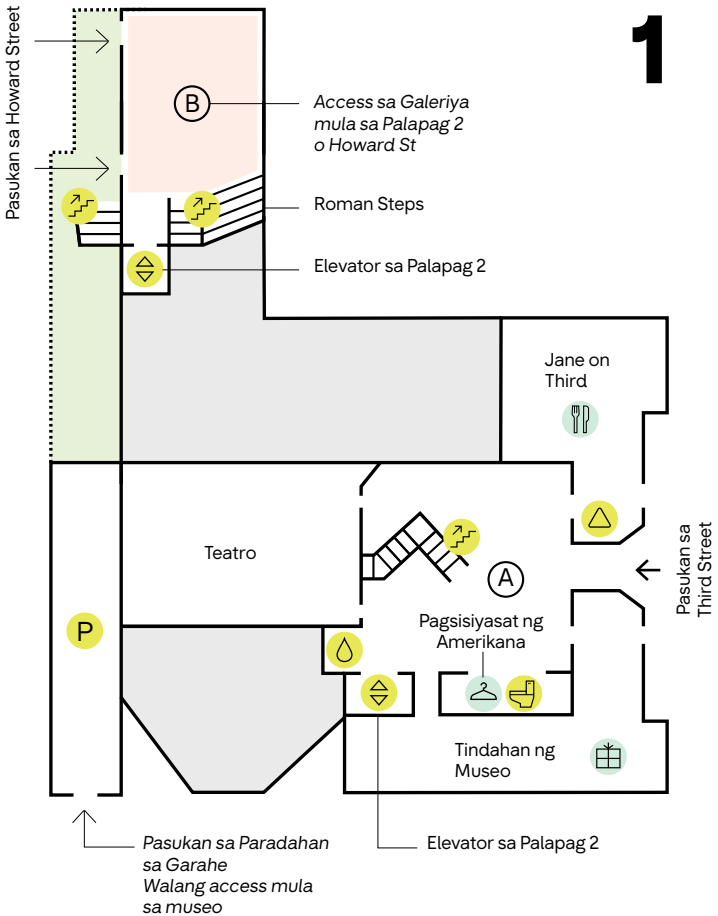 1
Pasukan sa Howard Street
B
Access sa Galeriya
mula sa Palapag 2
o Howard St
Roman Steps
Elevator sa Palapag 2
Jane on
Third
Teatro
A
Pasukan sa
Third Street
P
Pagsisiyasat ng
Amerikana
Tindahan ng
Museo
Pasukan sa Paradahan
sa Garahe
Walang access mula
sa museo
Elevator sa Palapag 2